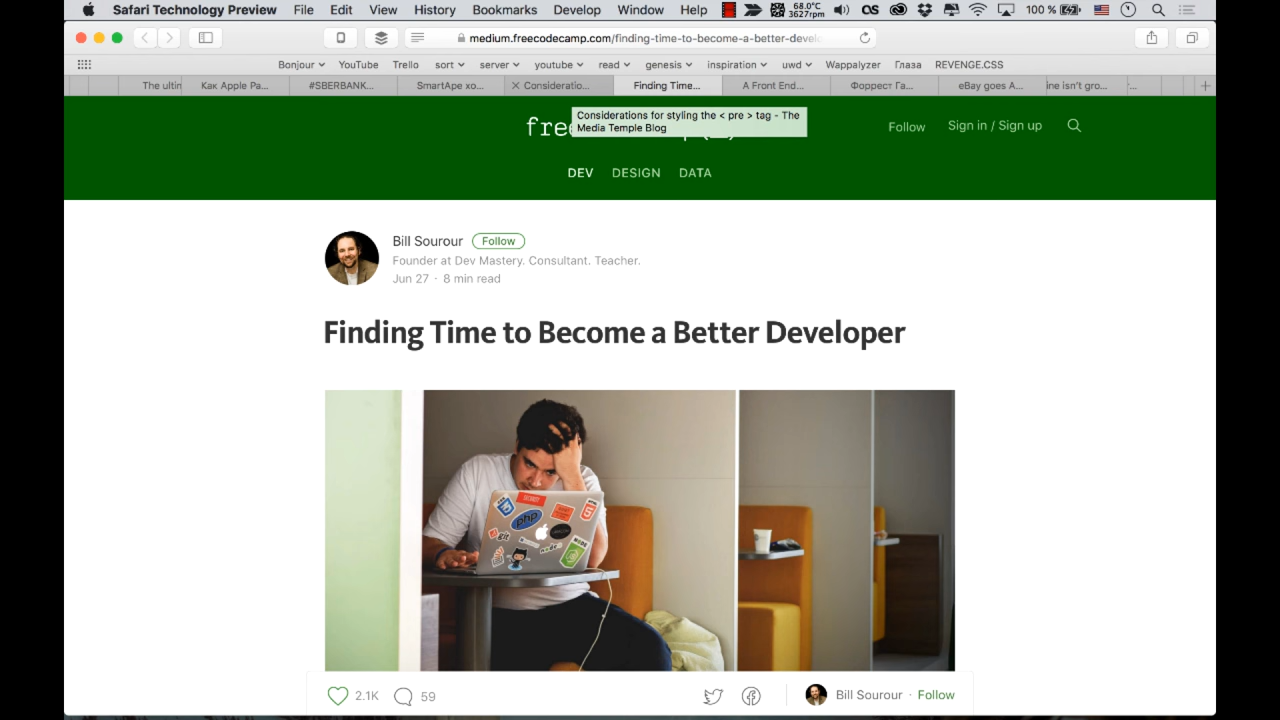 Safari Technology Preview File Edit View History Bookmarks Develop Window Help 68.0°C 3627rpm 100 %
medium.freecodecamp.com/finding-time-to-become-a-better-develo
Bonjour YouTube Trello sort server youtube read genesis inspiration uwd Wappalyzer Глаза REVENGE.CSS
The ultin Как Apple Pa... #SBERBANK... SmartApe хо... Consideratio... Finding Time... A Front End... Форрест Га... eBay goes A... ine isn't gro...
Considerations for styling the < pre > tag - The
Media Temple Blog
free
Follow Sign in / Sign up
DEV DESIGN DATA
Bill Sourour Follow
Founder at Dev Mastery. Consultant. Teacher.
Jun 27 · 8 min read
Finding Time to Become a Better Developer
php
git
node
HTML
2.1K 59 Bill Sourour · Follow